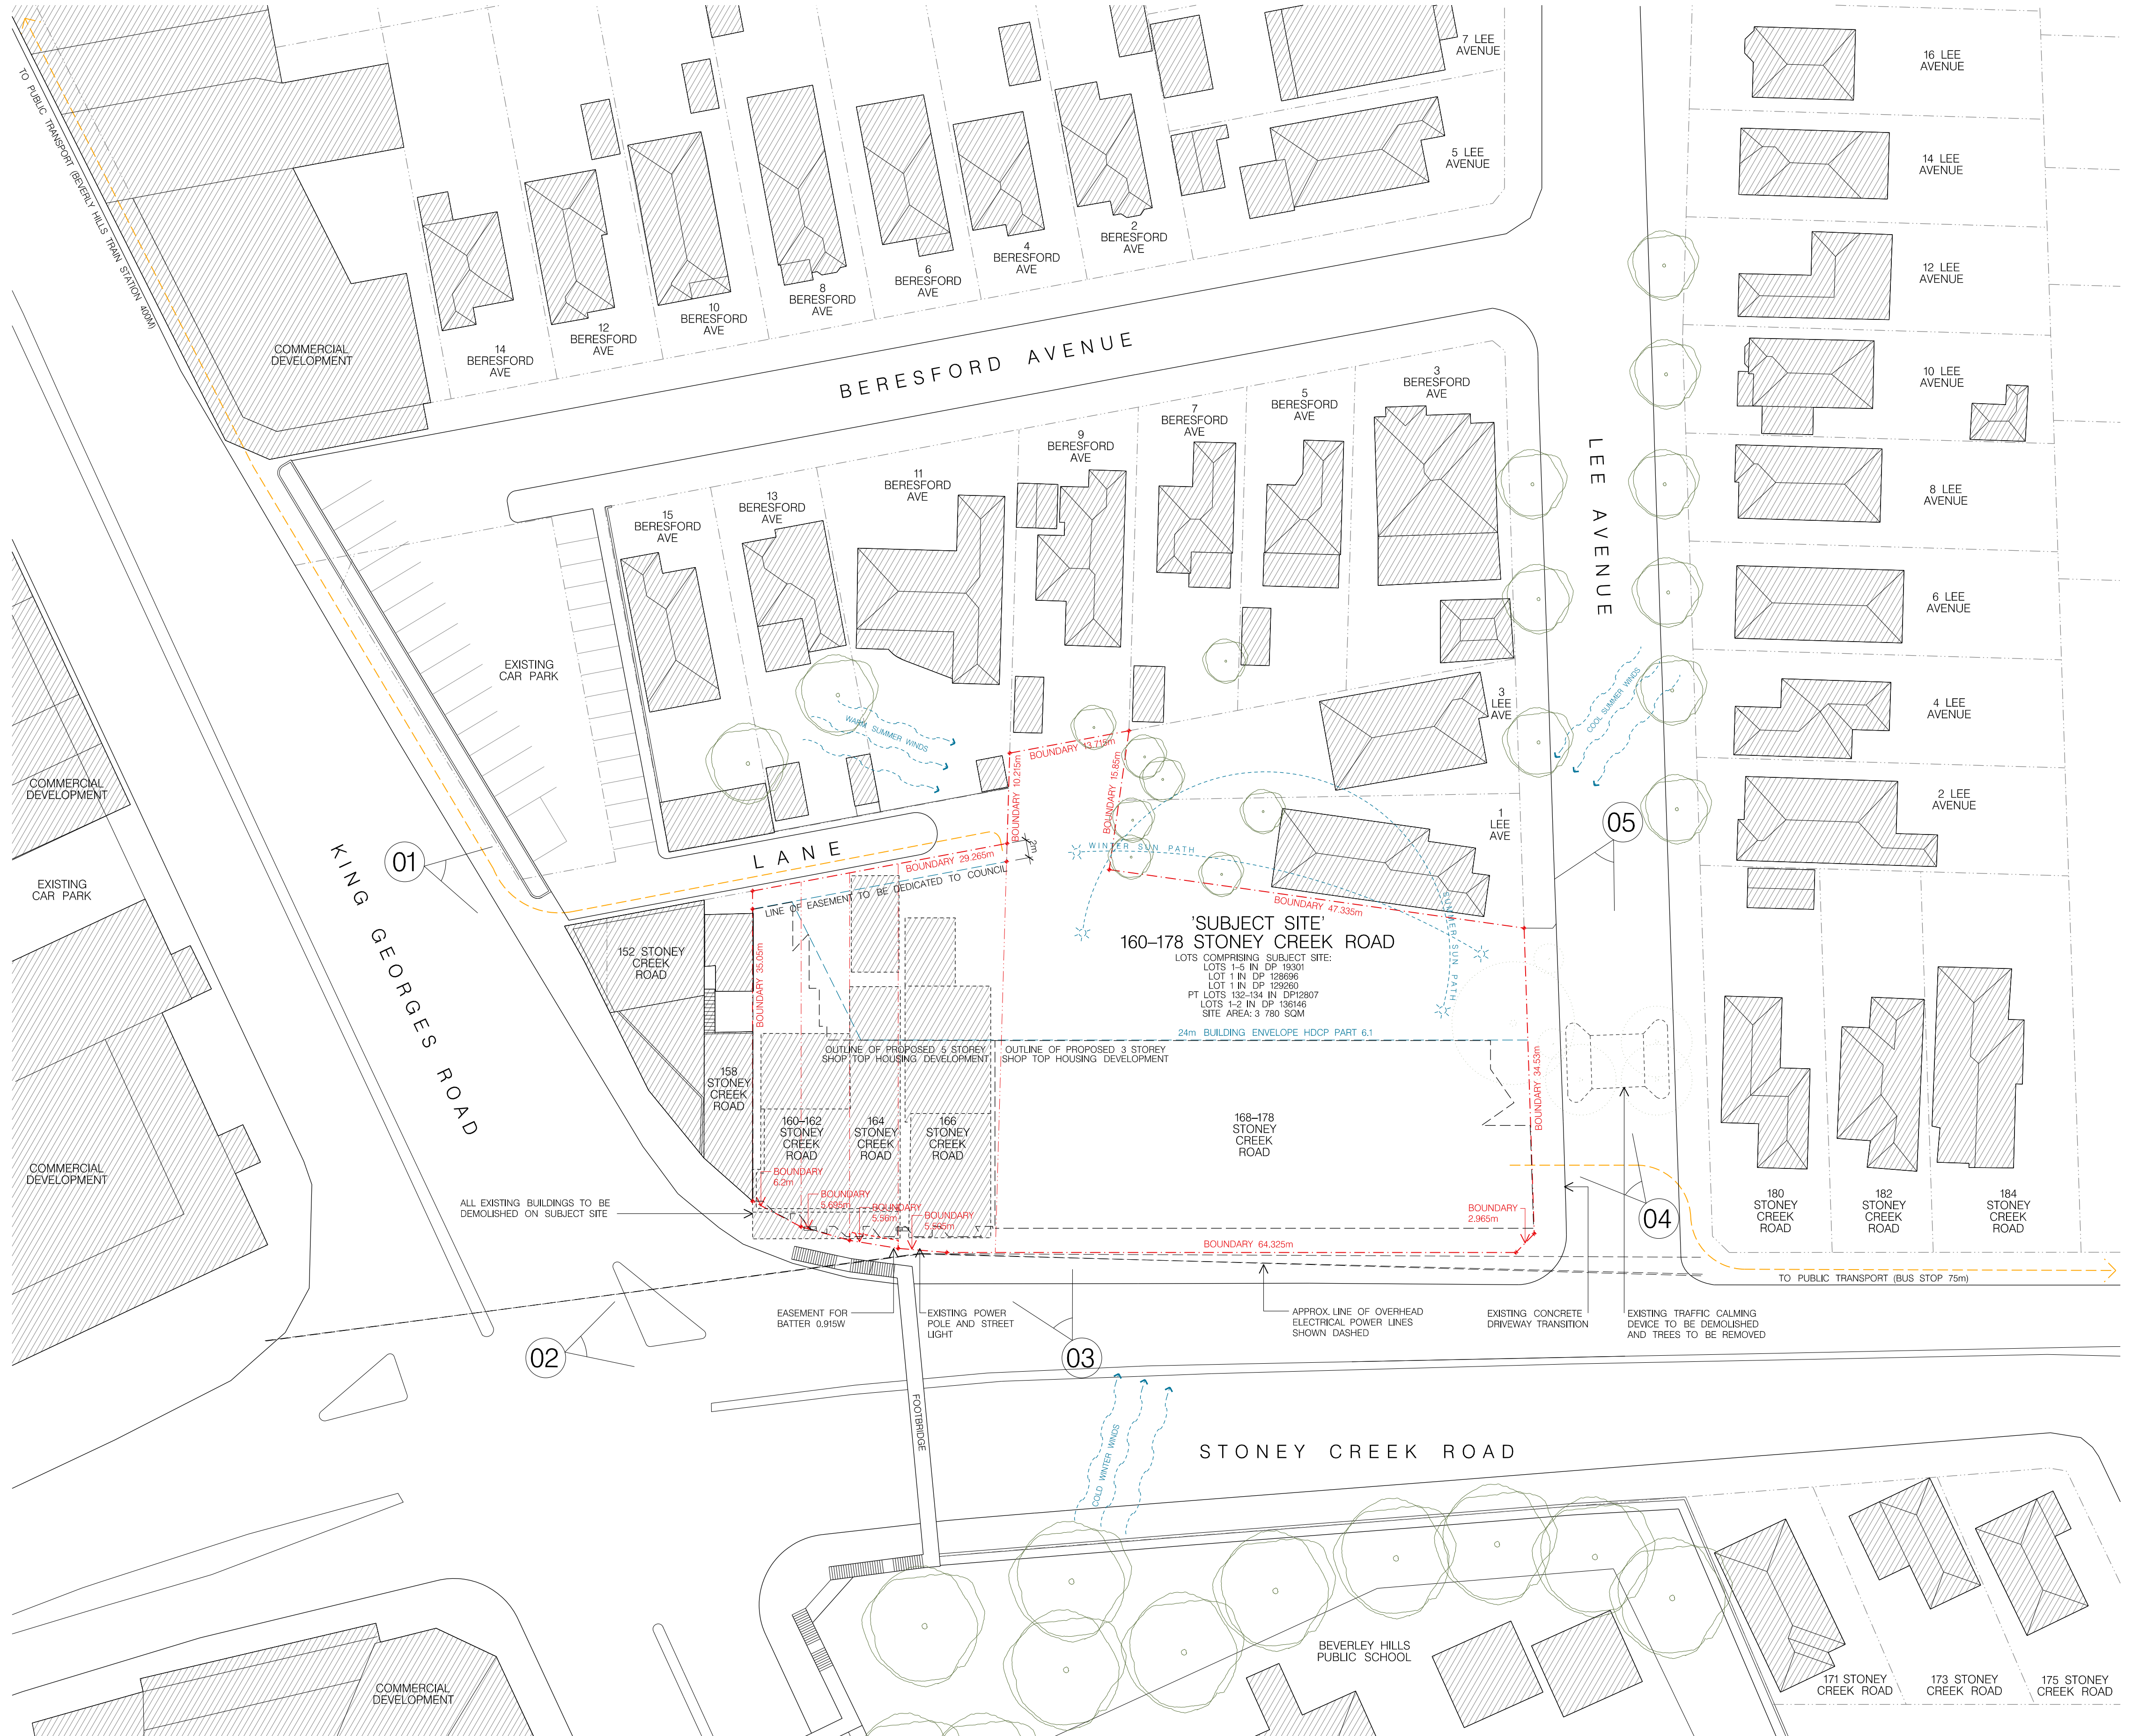 TO PUBLIC TRANSPORT (BEVERLY HILLS TRAIN STATION 400M)
COMMERCIAL
DEVELOPMENT
14
BERESFORD
AVE
12
BERESFORD
AVE
10
BERESFORD
AVE
8
BERESFORD
AVE
6
BERESFORD
AVE
4
BERESFORD
AVE
2
BERESFORD
AVE
7 LEE
AVENUE
5 LEE
AVENUE
16 LEE
AVENUE
14 LEE
AVENUE
12 LEE
AVENUE
10 LEE
AVENUE
8 LEE
AVENUE
6 LEE
AVENUE
4 LEE
AVENUE
2 LEE
AVENUE
BERESFORD AVENUE
LEE AVENUE
15
BERESFORD
AVE
13
BERESFORD
AVE
11
BERESFORD
AVE
9
BERESFORD
AVE
7
BERESFORD
AVE
5
BERESFORD
AVE
3
BERESFORD
AVE
3
LEE
AVE
1
LEE
AVE
EXISTING
CAR PARK
COMMERCIAL
DEVELOPMENT
EXISTING
CAR PARK
COMMERCIAL
DEVELOPMENT
KING GEORGES ROAD
01
LANE
WARM SUMMER WINDS
COOL SUMMER WINDS
BOUNDARY 13.715m
BOUNDARY 10.215m
BOUNDARY 15.85m
2m
BOUNDARY 29.265m
LINE OF EASEMENT TO BE DEDICATED TO COUNCIL
WINTER SUN PATH
SUMMER SUN PATH
BOUNDARY 47.335m
05
152 STONEY
CREEK
ROAD
BOUNDARY 35.05m
'SUBJECT SITE'
160–178 STONEY CREEK ROAD
LOTS COMPRISING SUBJECT SITE:
LOTS 1–5 IN DP 19301
LOT 1 IN DP 128696
LOT 1 IN DP 129260
PT LOTS 132–134 IN DP12807
LOTS 1–2 IN DP 136146
SITE AREA: 3 780 SQM
24m BUILDING ENVELOPE HDCP PART 6.1
OUTLINE OF PROPOSED 5 STOREY
SHOP TOP HOUSING DEVELOPMENT
OUTLINE OF PROPOSED 3 STOREY
SHOP TOP HOUSING DEVELOPMENT
BOUNDARY 34.53m
158
STONEY
CREEK
ROAD
160–162
STONEY
CREEK
ROAD
164
STONEY
CREEK
ROAD
166
STONEY
CREEK
ROAD
168–178
STONEY
CREEK
ROAD
BOUNDARY
6.2m
BOUNDARY
5.695m
BOUNDARY
5.56m
BOUNDARY
5.565m
BOUNDARY
2.965m
BOUNDARY 64.325m
ALL EXISTING BUILDINGS TO BE
DEMOLISHED ON SUBJECT SITE
180
STONEY
CREEK
ROAD
182
STONEY
CREEK
ROAD
184
STONEY
CREEK
ROAD
04
TO PUBLIC TRANSPORT (BUS STOP 75m)
EASEMENT FOR
BATTER 0.915W
EXISTING POWER
POLE AND STREET
LIGHT
APPROX. LINE OF OVERHEAD
ELECTRICAL POWER LINES
SHOWN DASHED
EXISTING CONCRETE
DRIVEWAY TRANSITION
EXISTING TRAFFIC CALMING
DEVICE TO BE DEMOLISHED
AND TREES TO BE REMOVED
02
03
FOOTBRIDGE
COLD WINTER WINDS
STONEY CREEK ROAD
BEVERLEY HILLS
PUBLIC SCHOOL
COMMERCIAL
DEVELOPMENT
171 STONEY
CREEK ROAD
173 STONEY
CREEK ROAD
175 STONEY
CREEK ROAD